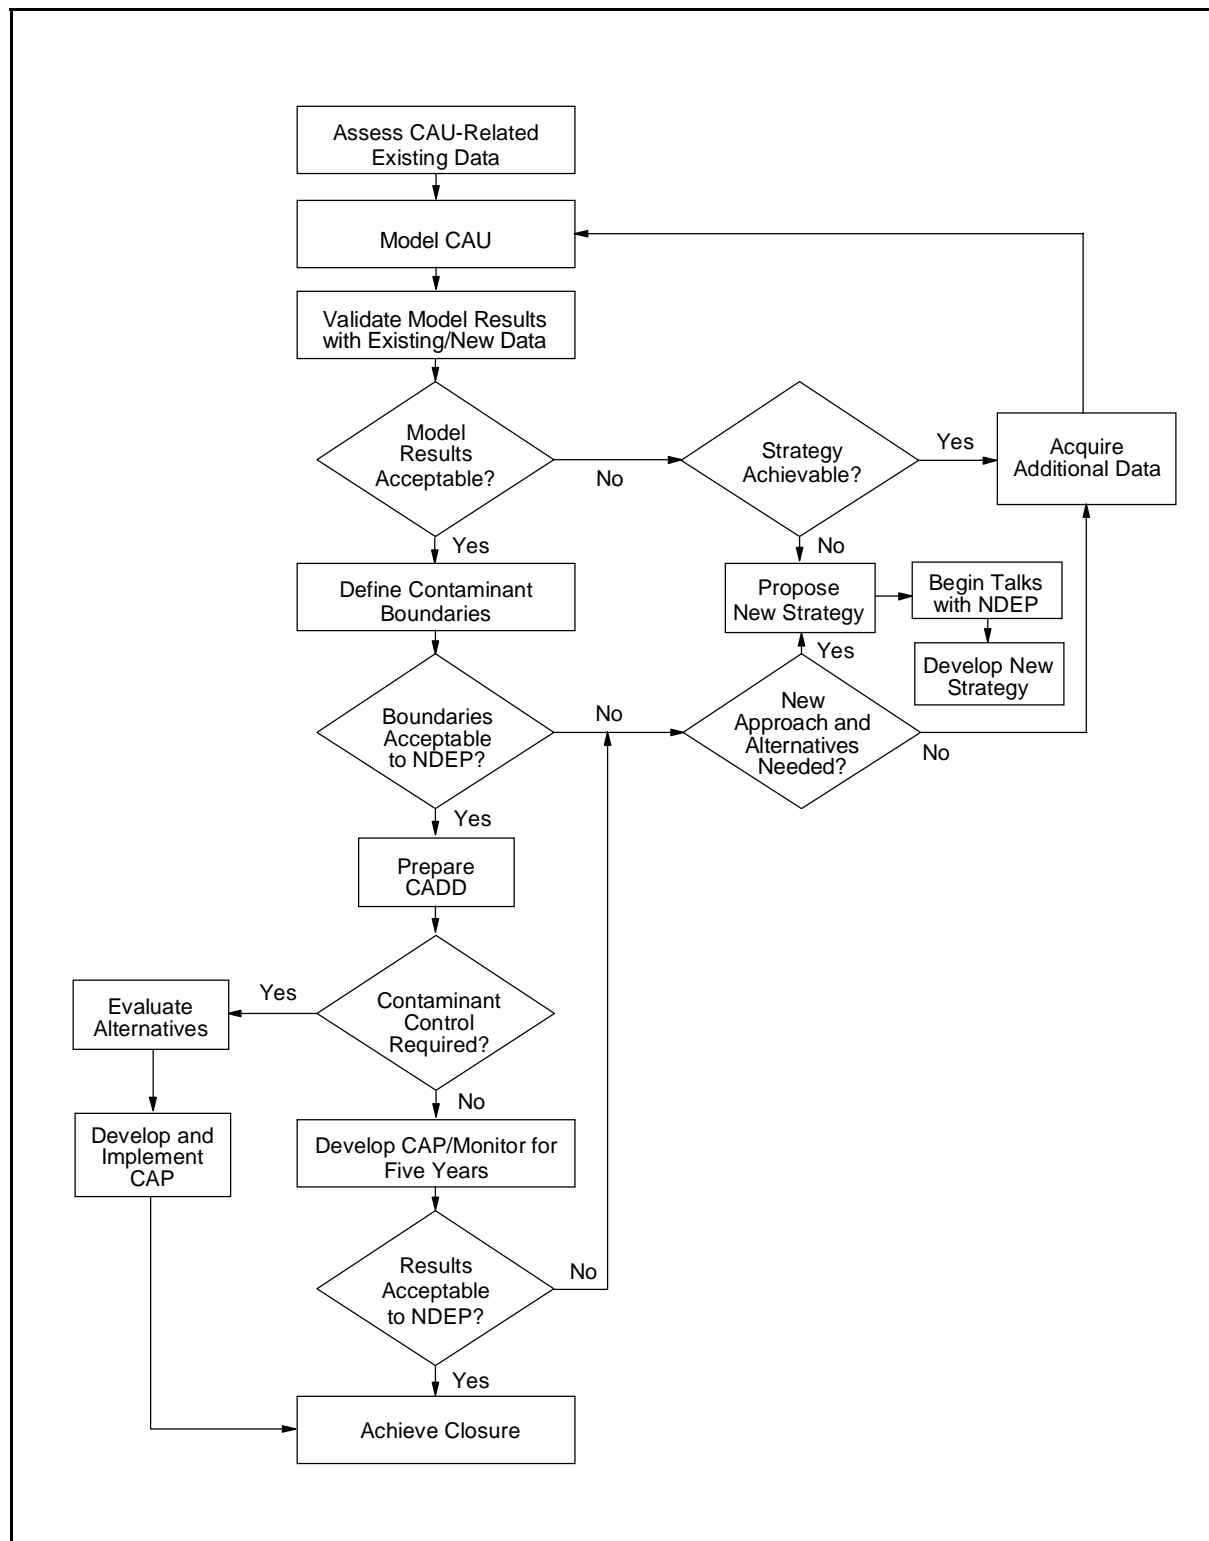 Assess CAU-Related
Existing Data
Model CAU
Validate Model Results
with Existing/New Data
Model
Results
Acceptable?
No
Strategy
Achievable?
Yes
Acquire
Additional Data
Yes
No
Define Contaminant
Boundaries
Propose
New Strategy
Begin Talks
with NDEP
Develop New
Strategy
Yes
Boundaries
Acceptable
to NDEP?
No
New
Approach and
Alternatives
Needed?
No
Yes
Prepare
CADD
Contaminant
Control
Required?
Yes
Evaluate
Alternatives
No
Develop and
Implement
CAP
Develop CAP/Monitor for
Five Years
Results
Acceptable
to NDEP?
No
Yes
Achieve Closure